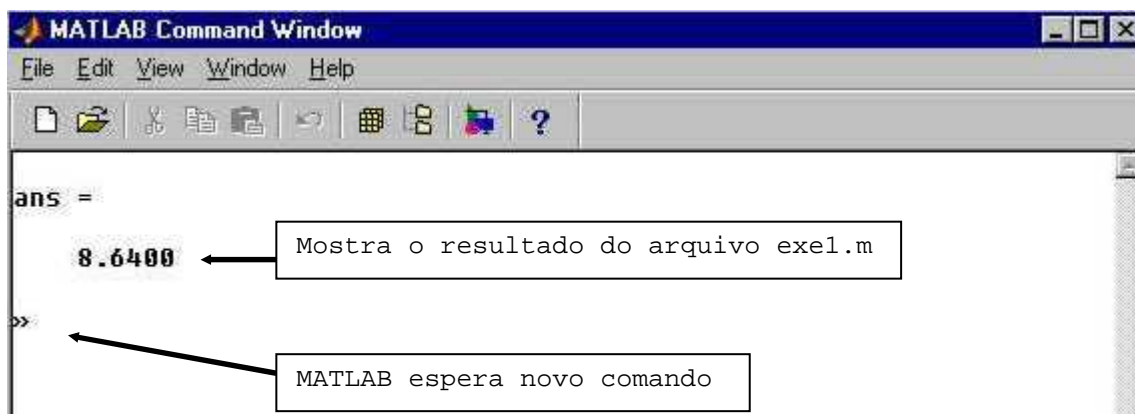 MATLAB Command Window
File Edit View Window Help
?
ans =
8.6400
Mostra o resultado do arquivo exe1.m
»
MATLAB espera novo comando